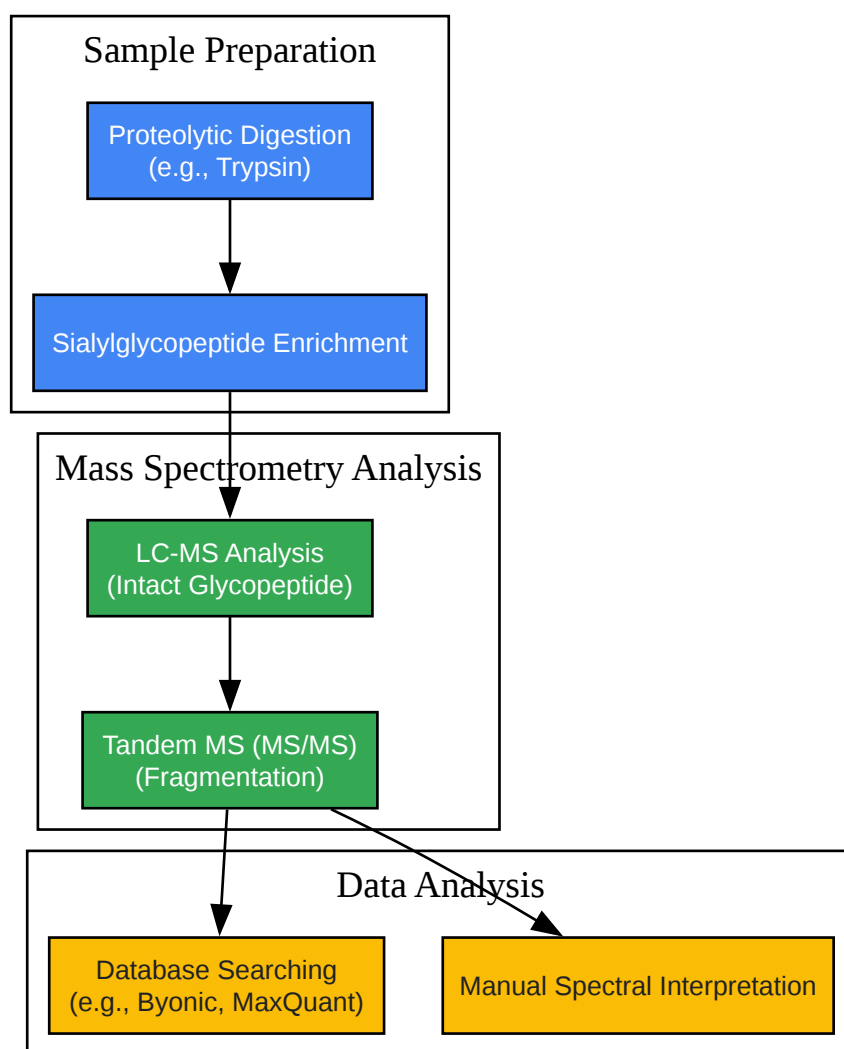 Sample Preparation
Proteolytic Digestion
(e.g., Trypsin)
Sialylglycopeptide Enrichment
Mass Spectrometry Analysis
LC-MS Analysis
(Intact Glycopeptide)
Tandem MS (MS/MS)
(Fragmentation)
Data Analysis
Database Searching
(e.g., Byonic, MaxQuant)
Manual Spectral Interpretation